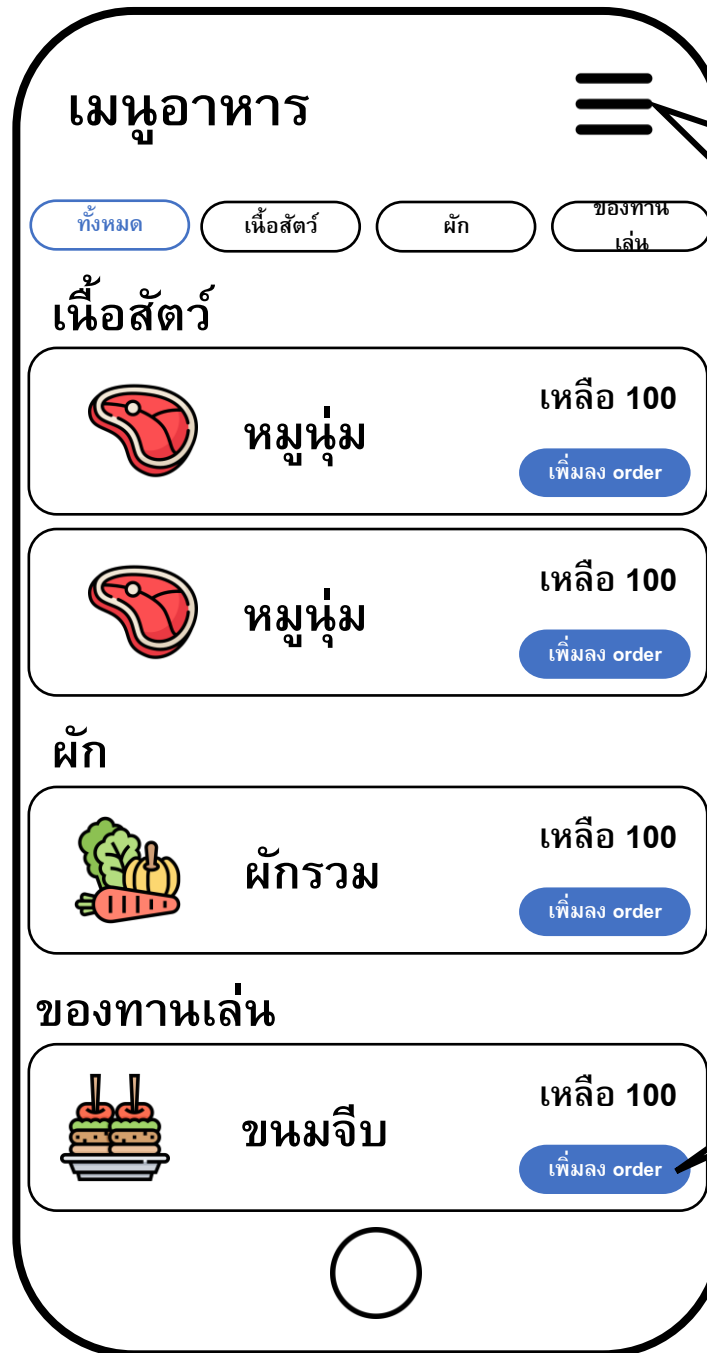 เมนูอาหาร
ทั้งหมด
เนื้อสัตว์
ผัก
ของทาน
เล่น
เนื้อสัตว์
เหลือ 100
หมูนุ่ม
เพิ่มลง order
เหลือ 100
หมูนุ่ม
เพิ่มลง order
ผัก
เหลือ 100
ผักรวม
เพิ่มลง order
ของทานเล่น
เหลือ 100
ขนมจีบ
เพิ่มลง order